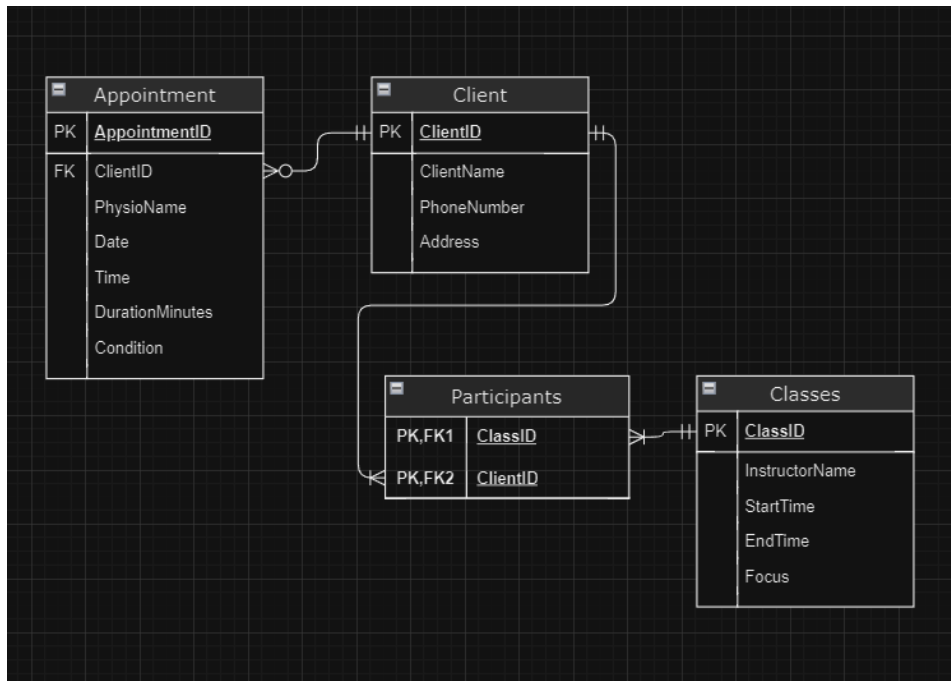 Appointment
PK AppointmentID
FK ClientID
PhysioName
Date
Time
DurationMinutes
Condition
Client
PK ClientID
ClientName
PhoneNumber
Address
Participants
PK,FK1 ClassID
PK,FK2 ClientID
Classes
PK ClassID
InstructorName
StartTime
EndTime
Focus